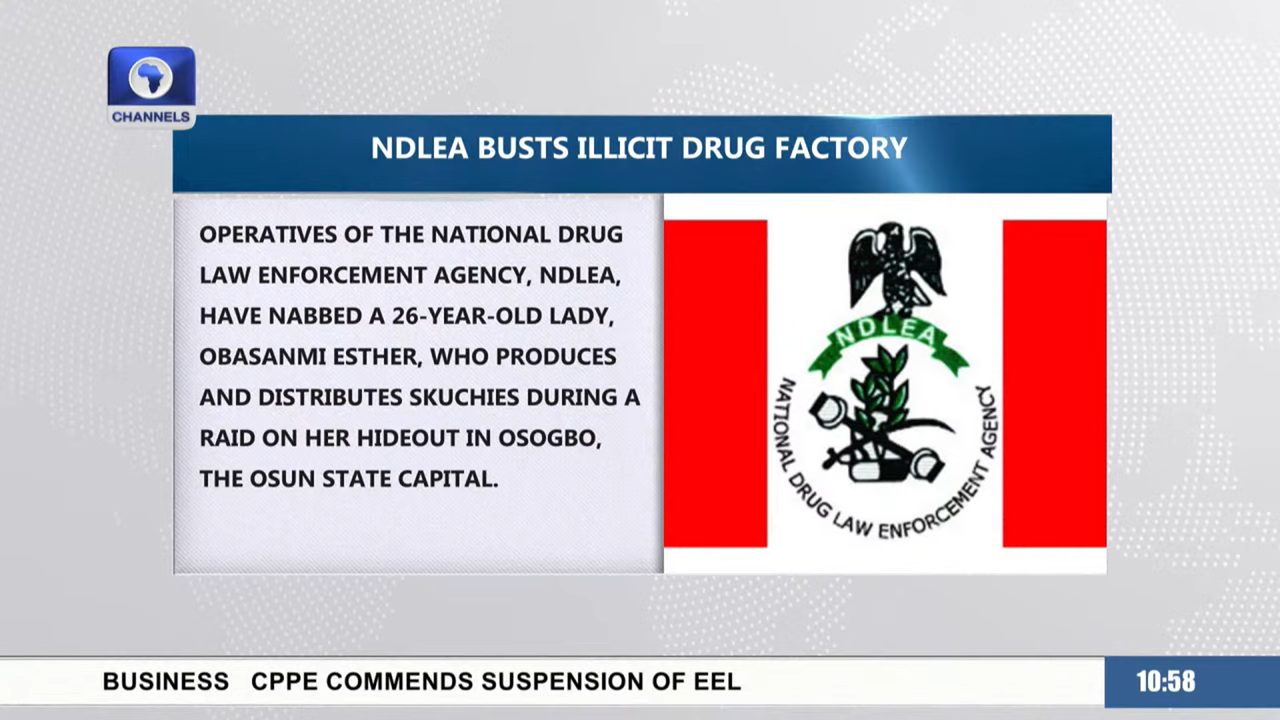 CHANNELS
NDLEA BUSTS ILLICIT DRUG FACTORY
OPERATIVES OF THE NATIONAL DRUG
LAW ENFORCEMENT AGENCY, NDLEA,
HAVE NABBED A 26-YEAR-OLD LADY,
OBASANMI ESTHER, WHO PRODUCES
AND DISTRIBUTES SKUCHIES DURING A
RAID ON HER HIDEOUT IN OSOGBO,
THE OSUN STATE CAPITAL.
NDLEA
NATIONAL DRUG LAW ENFORCEMENT AGENCY
BUSINESS CPPE COMMENDS SUSPENSION OF EEL
10:58